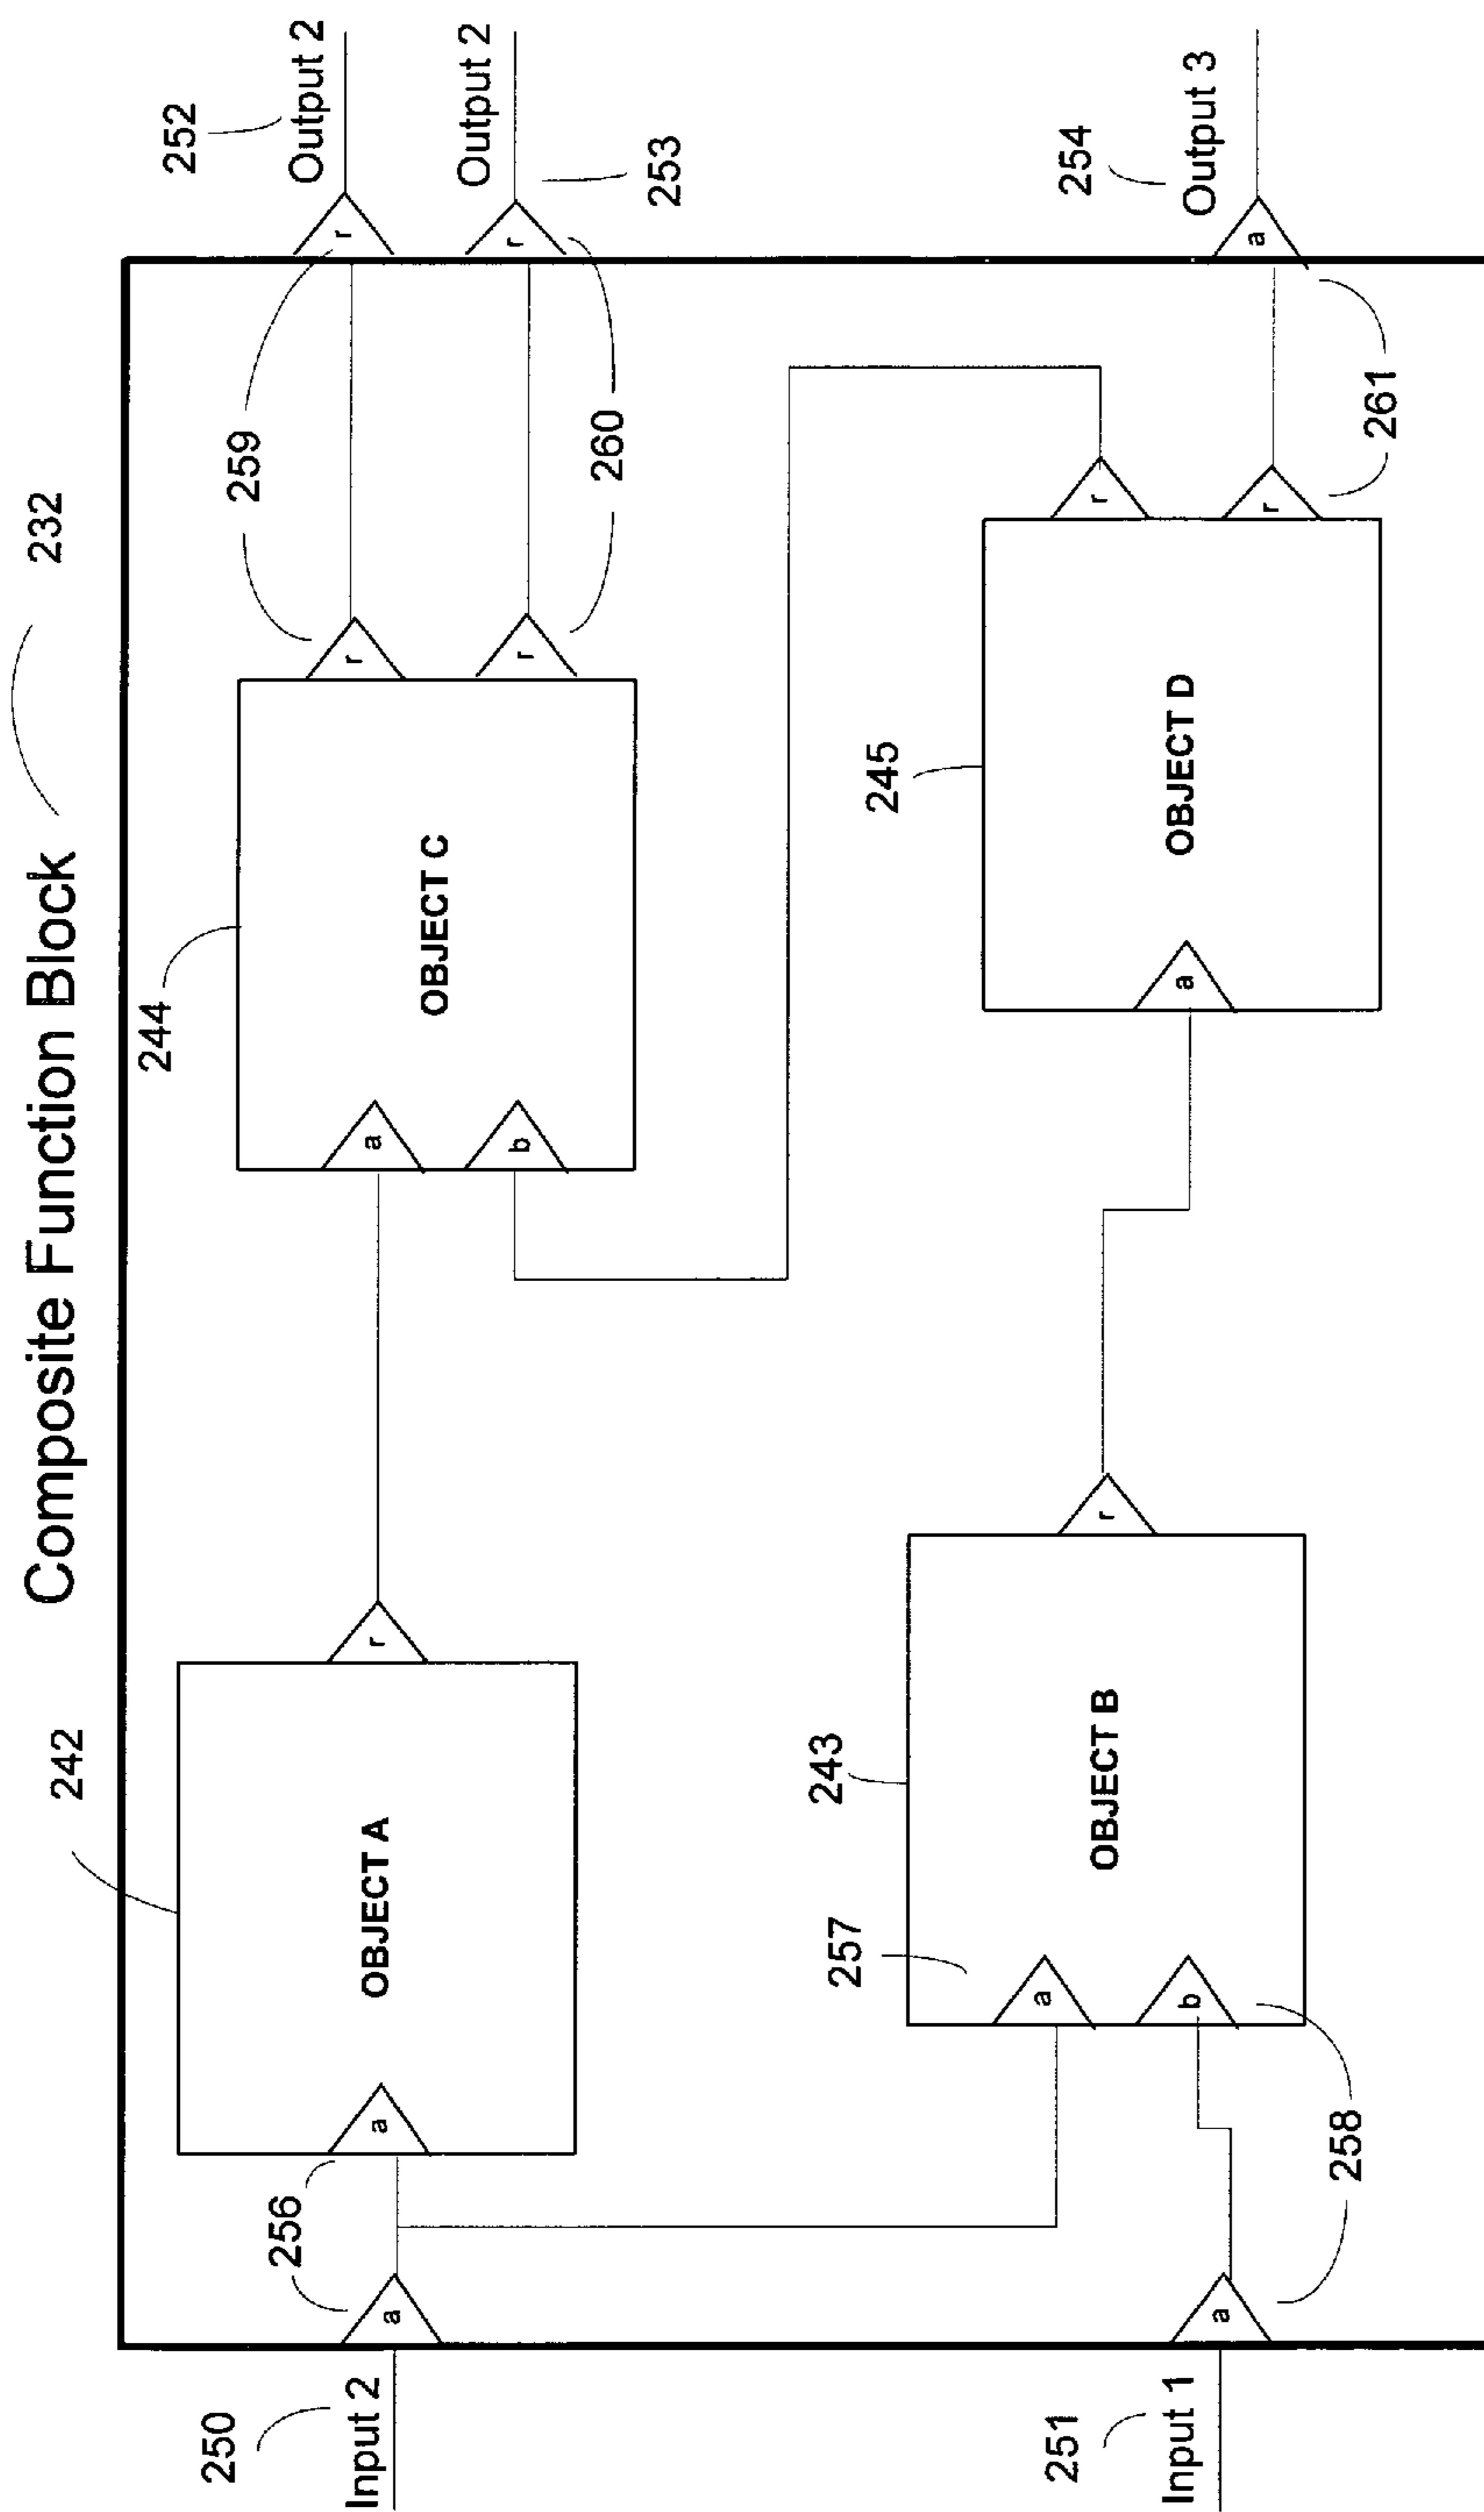 Composite Function Block
232
242
244
252
Output 2
259
r
r
Output 2
253
260
r
r
256
a
a
OBJECT A
r
a
b
OBJECT C
250
Input 2
243
257
a
b
OBJECT B
r
245
a
OBJECT D
r
r
254
Output 3
a
261
251
Input 1
a
258